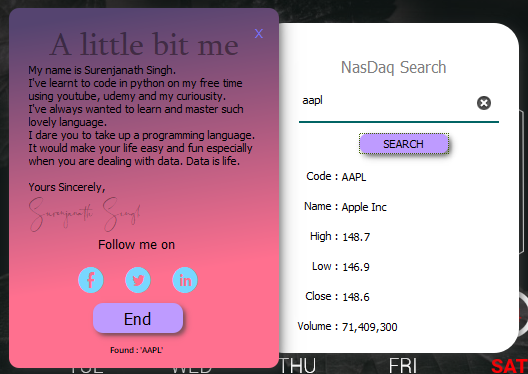 A little bit me
x
My name is Surenjanath Singh.
I've learnt to code in python on my free time
using youtube, udemy and my curiousity.
I've always wanted to learn and master such
lovely language.
I dare you to take up a programming language.
It would make your life easy and fun especially
when you are dealing with data. Data is life.
Yours Sincerely,
Surenjanath Singh
Follow me on
End
Found : 'AAPL'
NasDaq Search
aapl
SEARCH
Code : AAPL
Name : Apple Inc
High : 148.7
Low : 146.9
Close : 148.6
Volume : 71,409,300
TUE WED THU FRI SAT